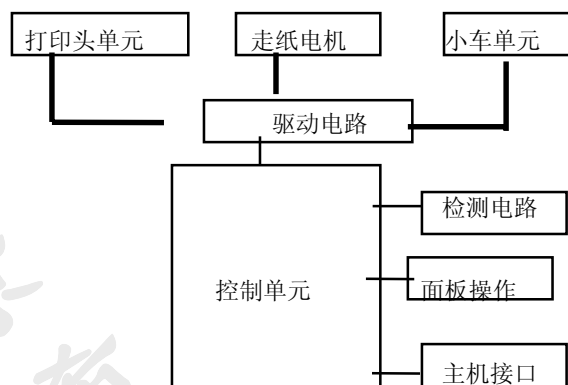 打印头单元
走纸电机
小车单元
驱动电路
检测电路
控制单元
面板操作
主机接口